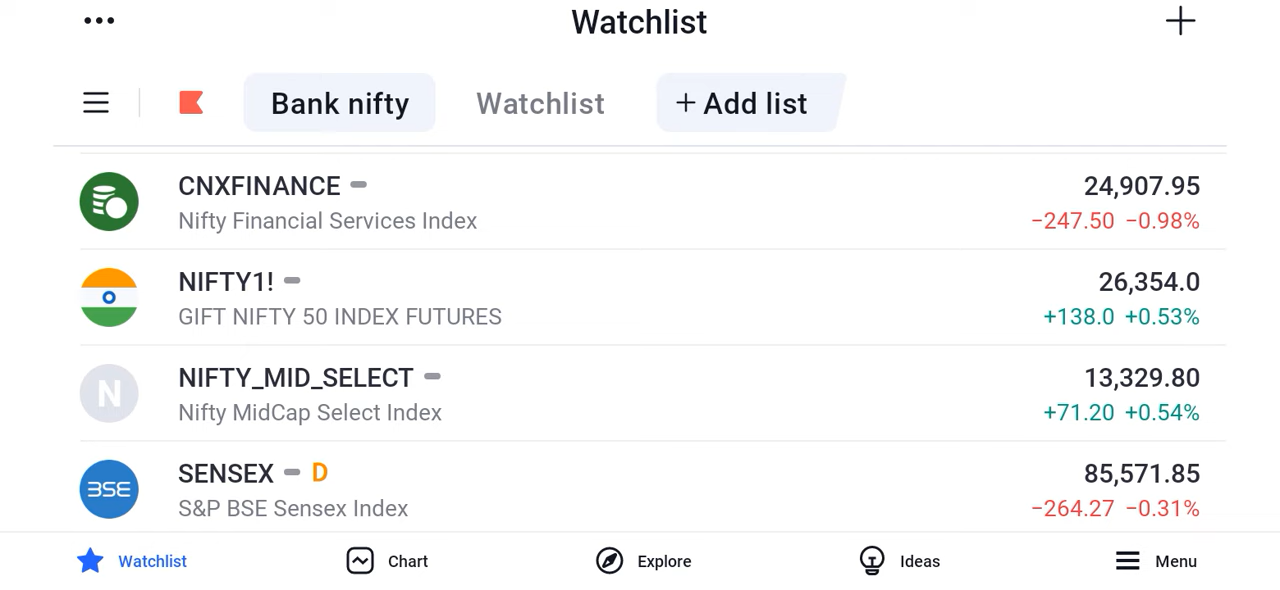 Watchlist
Bank nifty Watchlist + Add list
CNXFINANCE 24,907.95
Nifty Financial Services Index −247.50 −0.98%
NIFTY1! 26,354.0
GIFT NIFTY 50 INDEX FUTURES +138.0 +0.53%
N NIFTY_MID_SELECT 13,329.80
Nifty MidCap Select Index +71.20 +0.54%
BSE SENSEX D 85,571.85
S&P BSE Sensex Index −264.27 −0.31%
Watchlist Chart Explore Ideas Menu